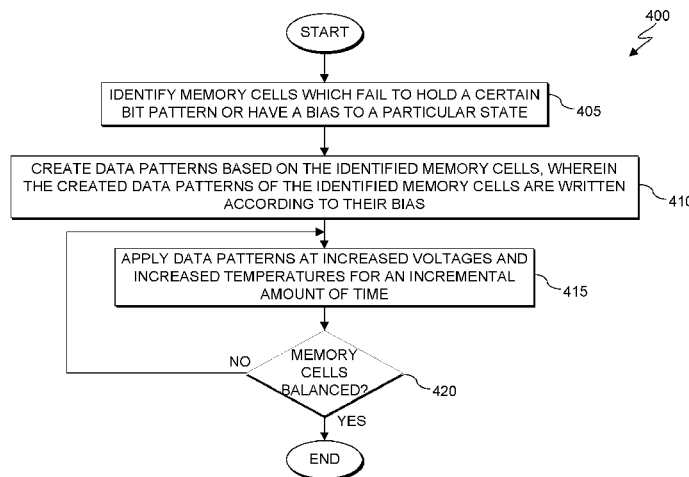 400
START
IDENTIFY MEMORY CELLS WHICH FAIL TO HOLD A CERTAIN
BIT PATTERN OR HAVE A BIAS TO A PARTICULAR STATE
405
CREATE DATA PATTERNS BASED ON THE IDENTIFIED MEMORY CELLS, WHEREIN
THE CREATED DATA PATTERNS OF THE IDENTIFIED MEMORY CELLS ARE WRITTEN
ACCORDING TO THEIR BIAS
410
APPLY DATA PATTERNS AT INCREASED VOLTAGES AND
INCREASED TEMPERATURES FOR AN INCREMENTAL
AMOUNT OF TIME
415
NO
MEMORY
CELLS
BALANCED?
420
YES
END